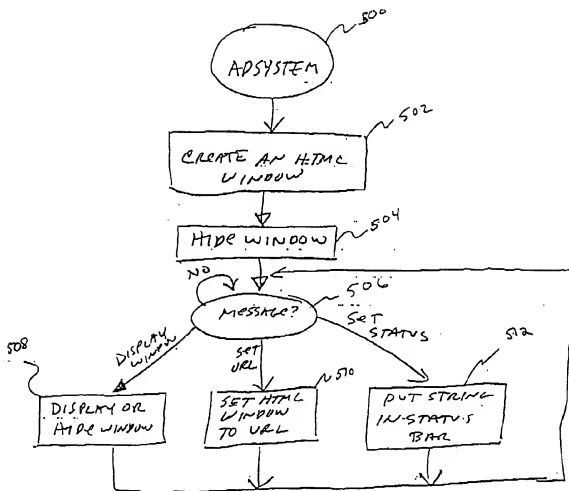 500
ADSYSTEM
502
CREATE AN HTML
WINDOW
504
HIDE WINDOW
NO
506
MESSAGE?
DISPLAY
WINDOW
SET
URL
SET
STATUS
508
DISPLAY OR
HIDE WINDOW
510
SET HTML
WINDOW
TO URL
512
PUT STRING
IN STATUS
BAR